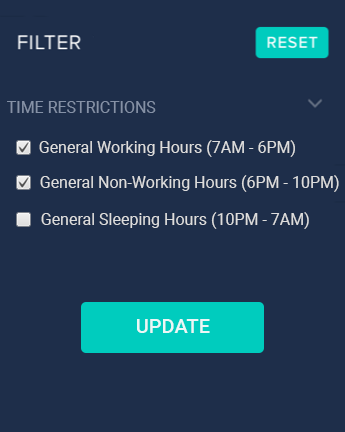 FILTER RESET
TIME RESTRICTIONS
General Working Hours (7AM - 6PM)
General Non-Working Hours (6PM - 10PM)
General Sleeping Hours (10PM - 7AM)
UPDATE